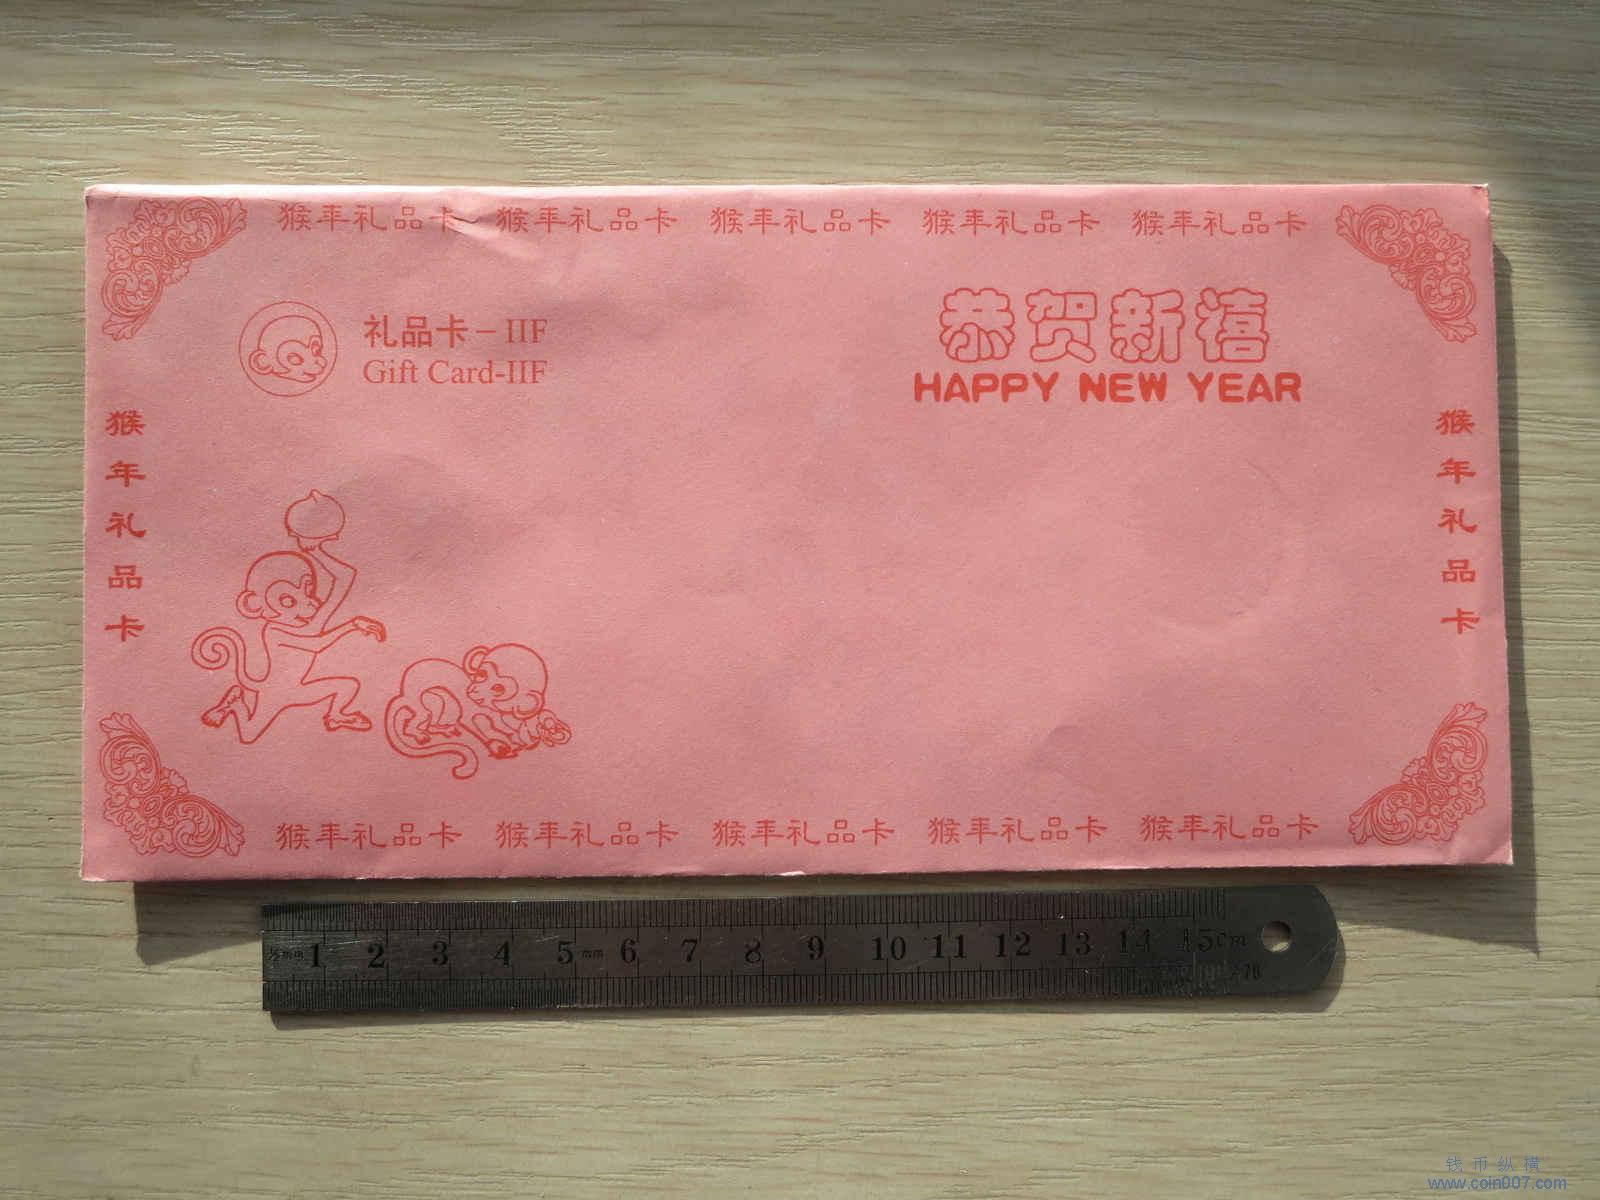 猴年礼品卡 猴年礼品卡 猴年礼品卡 猴年礼品卡 猴年礼品卡
礼品卡－IIF
Gift Card-IIF
恭贺新禧
HAPPY NEW YEAR
猴年礼品卡
猴年礼品卡
猴年礼品卡 猴年礼品卡 猴年礼品卡 猴年礼品卡 猴年礼品卡
1 2 3 4 5 mm 6 7 8 9 10 11 12 13 14 15cm
钱币纵横
www.coin007.com